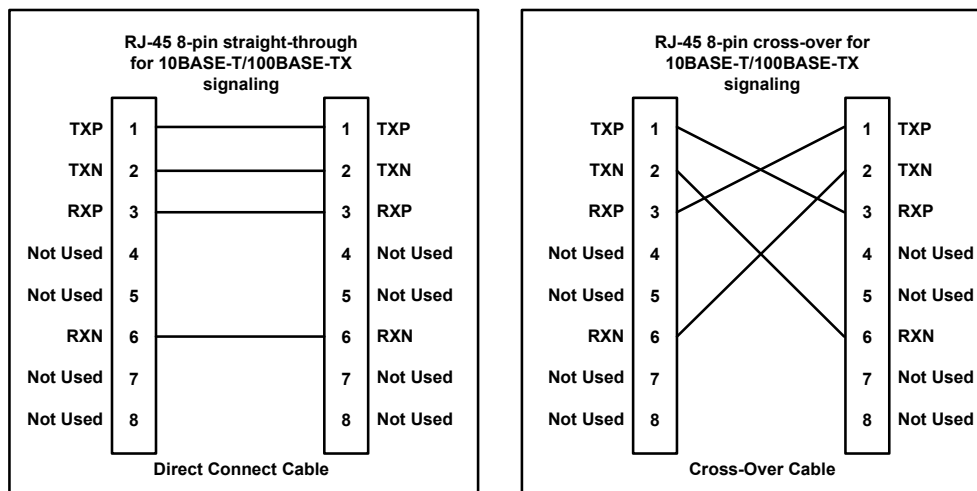 RJ-45 8-pin straight-through
for 10BASE-T/100BASE-TX
signaling
TXP 1 1 TXP
TXN 2 2 TXN
RXP 3 3 RXP
Not Used 4 4 Not Used
Not Used 5 5 Not Used
RXN 6 6 RXN
Not Used 7 7 Not Used
Not Used 8 8 Not Used
Direct Connect Cable
RJ-45 8-pin cross-over for
10BASE-T/100BASE-TX
signaling
TXP 1 1 TXP
TXN 2 2 TXN
RXP 3 3 RXP
Not Used 4 4 Not Used
Not Used 5 5 Not Used
RXN 6 6 RXN
Not Used 7 7 Not Used
Not Used 8 8 Not Used
Cross-Over Cable